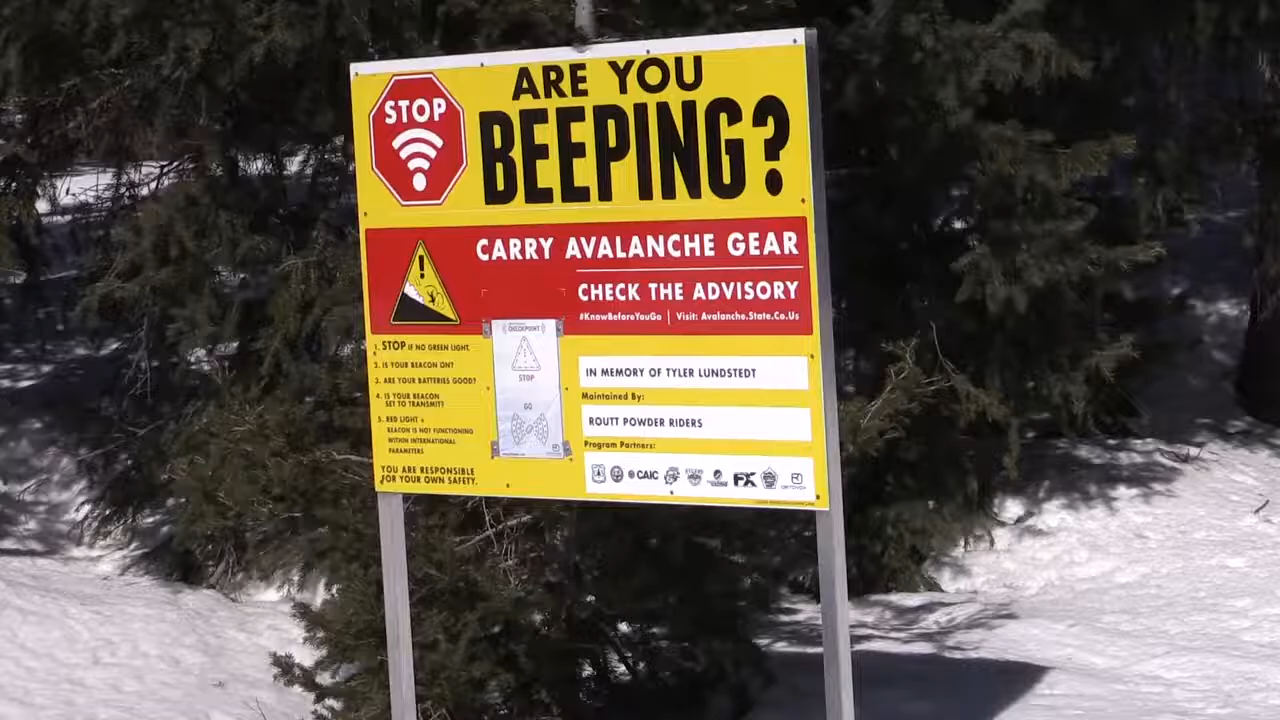 STOP
ARE YOU
BEEPING?
CARRY AVALANCHE GEAR
CHECK THE ADVISORY
#KnowBeforeYouGo | Visit: Avalanche.State.Co.Us
1. STOP IF NO GREEN LIGHT.
2. IS YOUR BEACON ON?
3. ARE YOUR BATTERIES GOOD?
4. IS YOUR BEACON
SET TO TRANSMIT?
5. RED LIGHT =
BEACON IS NOT FUNCTIONING
WITHIN INTERNATIONAL
PARAMETERS
YOU ARE RESPONSIBLE
FOR YOUR OWN SAFETY.
CHECKPOINT
STOP
GO
IN MEMORY OF TYLER LUNDSTEDT
Maintained By:
ROUTT POWDER RIDERS
Program Partners:
CAIC
FX
ORTOVOX